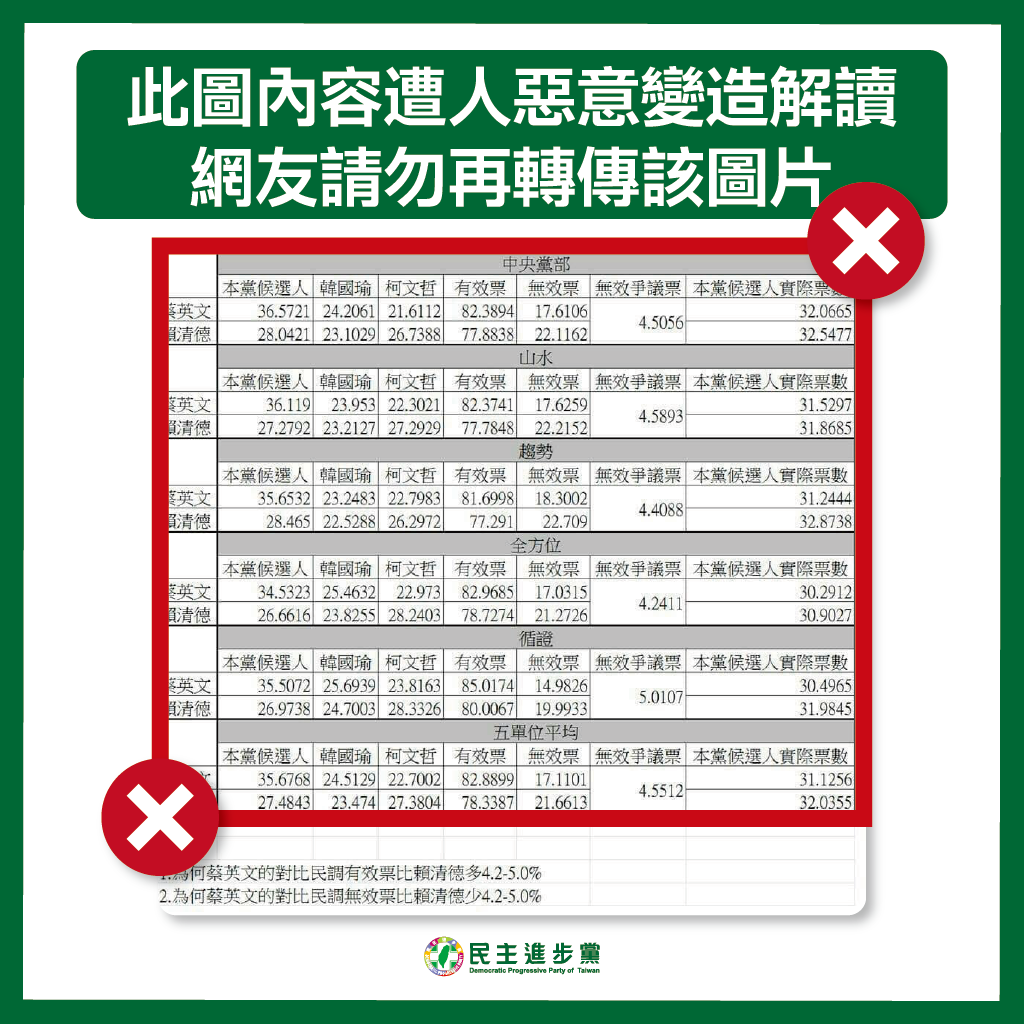 此圖內容遭人惡意變造解讀
網友請勿再轉傳該圖片
中央黨部
本黨候選人 韓國瑜 柯文哲 有效票 無效票 無效爭議票 本黨候選人實際票數
蔡英文 36.5721 24.2061 21.6112 82.3894 17.6106 4.5056 32.0665
賴清德 28.0421 23.1029 26.7388 77.8838 22.1162 32.5477
山水
本黨候選人 韓國瑜 柯文哲 有效票 無效票 無效爭議票 本黨候選人實際票數
蔡英文 36.119 23.953 22.3021 82.3741 17.6259 4.5893 31.5297
賴清德 27.2792 23.2127 27.2929 77.7848 22.2152 31.8685
趨勢
本黨候選人 韓國瑜 柯文哲 有效票 無效票 無效爭議票 本黨候選人實際票數
蔡英文 35.6532 23.2483 22.7983 81.6998 18.3002 4.4088 31.2444
賴清德 28.465 22.5288 26.2972 77.291 22.709 32.8738
全方位
本黨候選人 韓國瑜 柯文哲 有效票 無效票 無效爭議票 本黨候選人實際票數
蔡英文 34.5323 25.4632 22.973 82.9685 17.0315 4.2411 30.2912
賴清德 26.6616 23.8255 28.2403 78.7274 21.2726 30.9027
循證
本黨候選人 韓國瑜 柯文哲 有效票 無效票 無效爭議票 本黨候選人實際票數
蔡英文 35.5072 25.6939 23.8163 85.0174 14.9826 5.0107 30.4965
賴清德 26.9738 24.7003 28.3326 80.0067 19.9933 31.9845
五單位平均
本黨候選人 韓國瑜 柯文哲 有效票 無效票 無效爭議票 本黨候選人實際票數
文 35.6768 24.5129 22.7002 82.8899 17.1101 4.5512 31.1256
27.4843 23.474 27.3804 78.3387 21.6613 32.0355
1.為何蔡英文的對比民調有效票比賴清德多4.2-5.0%
2.為何蔡英文的對比民調無效票比賴清德少4.2-5.0%
民主進步黨
Democratic Progressive Party of Taiwan